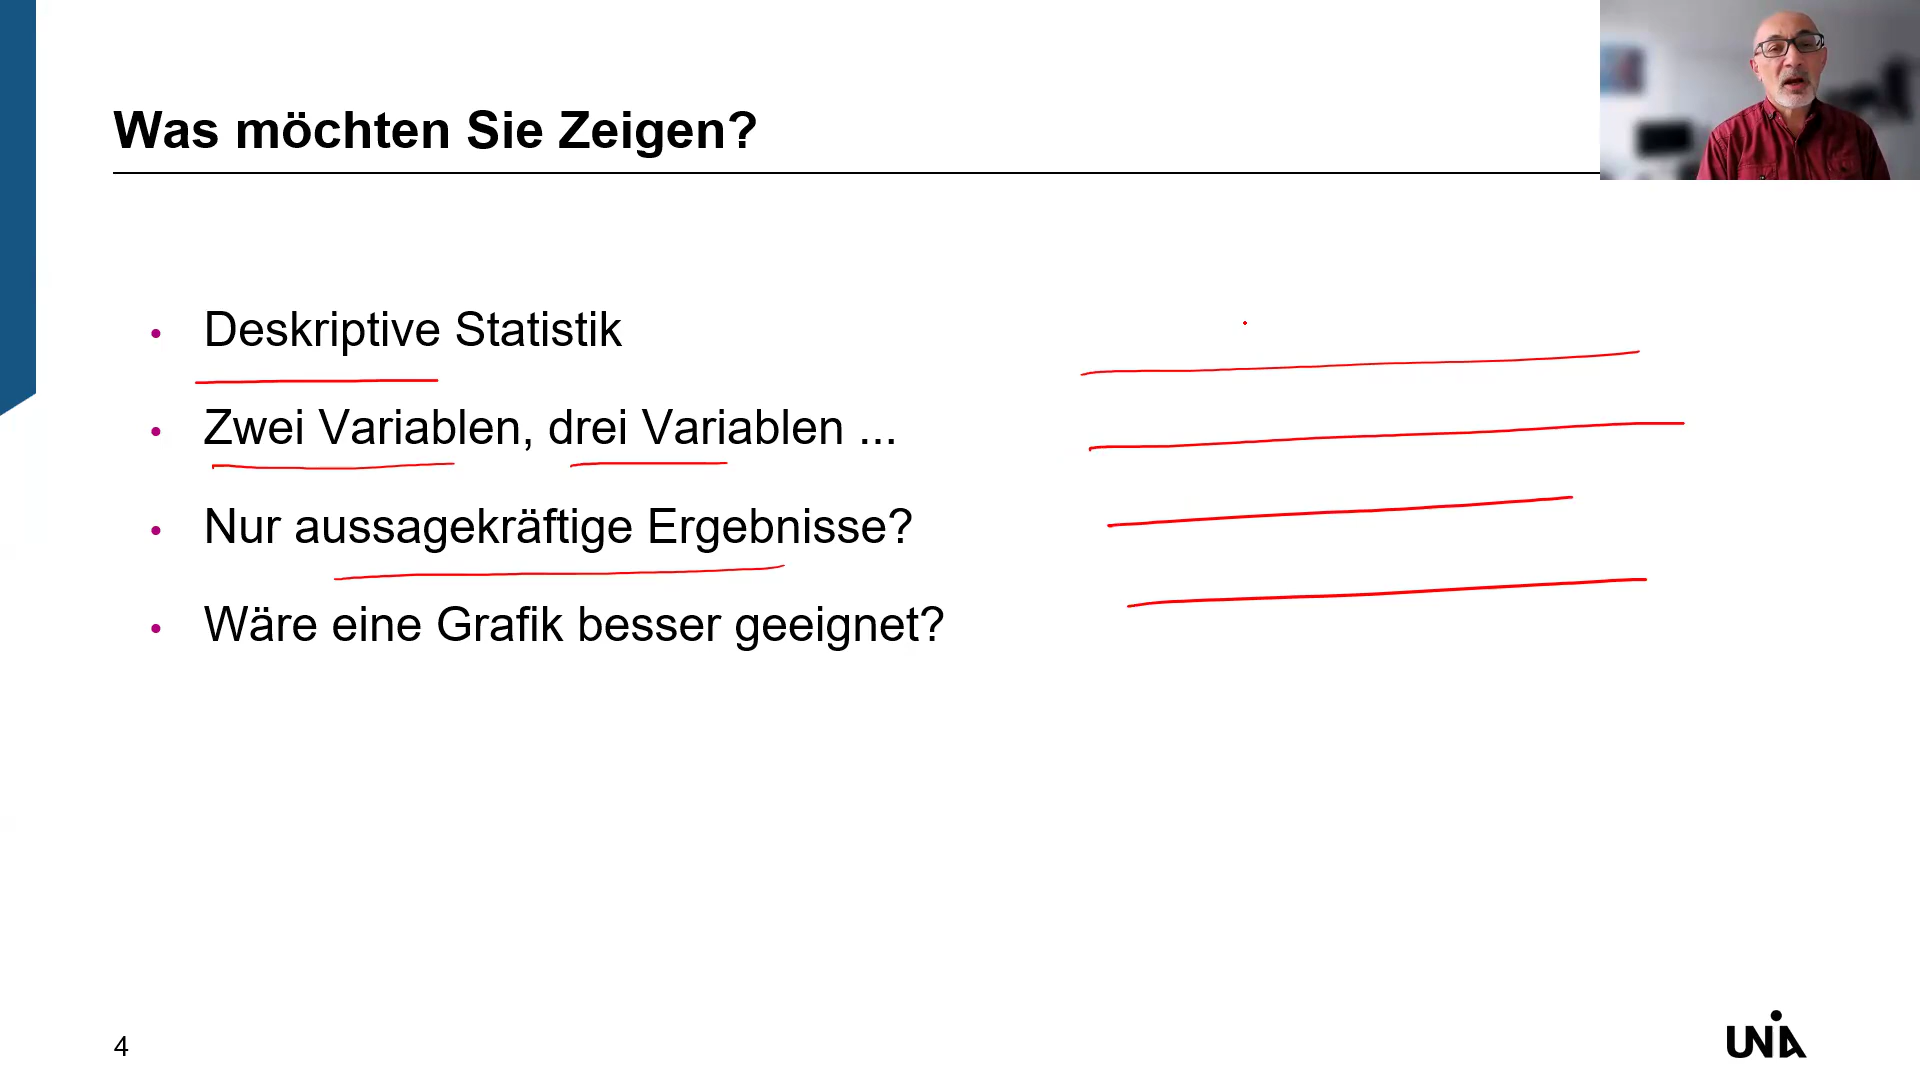 Was möchten Sie Zeigen?
• Deskriptive Statistik
• Zwei Variablen, drei Variablen ...
• Nur aussagekräftige Ergebnisse?
• Wäre eine Grafik besser geeignet?
4
UNIA